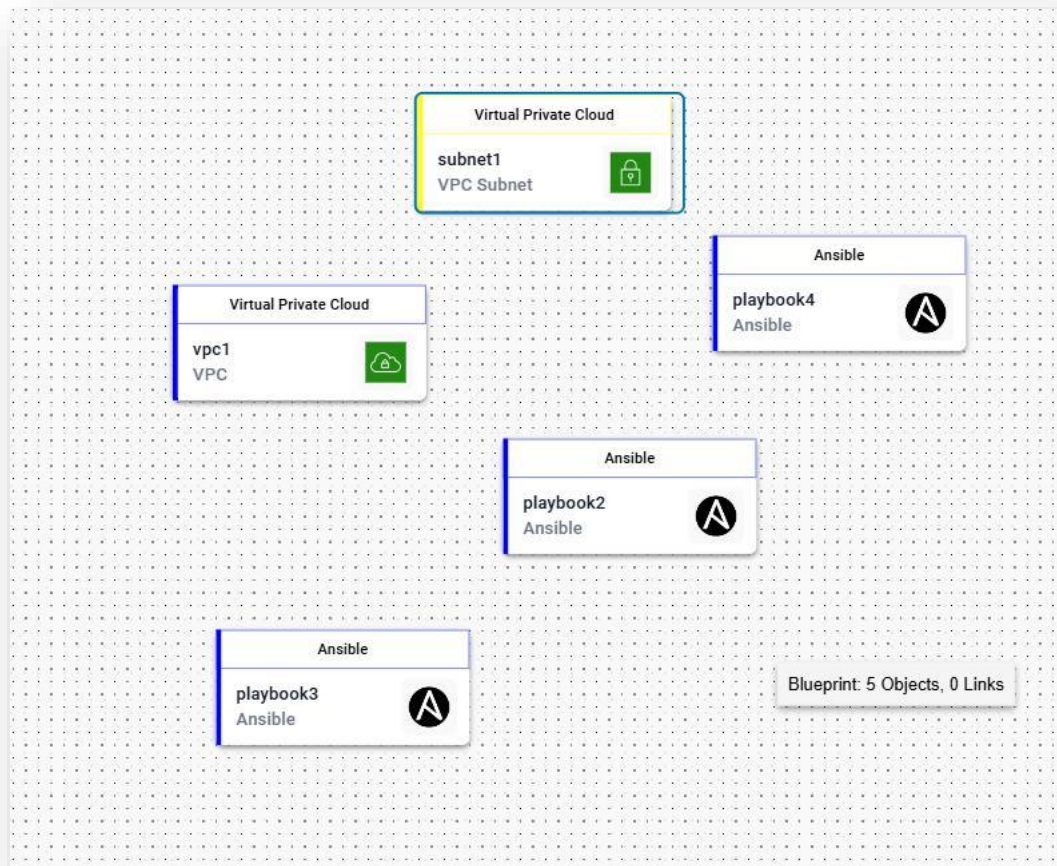 Virtual Private Cloud
subnet1
VPC Subnet
Ansible
playbook4
Ansible
Virtual Private Cloud
vpc1
VPC
Ansible
playbook2
Ansible
Ansible
playbook3
Ansible
Blueprint: 5 Objects, 0 Links